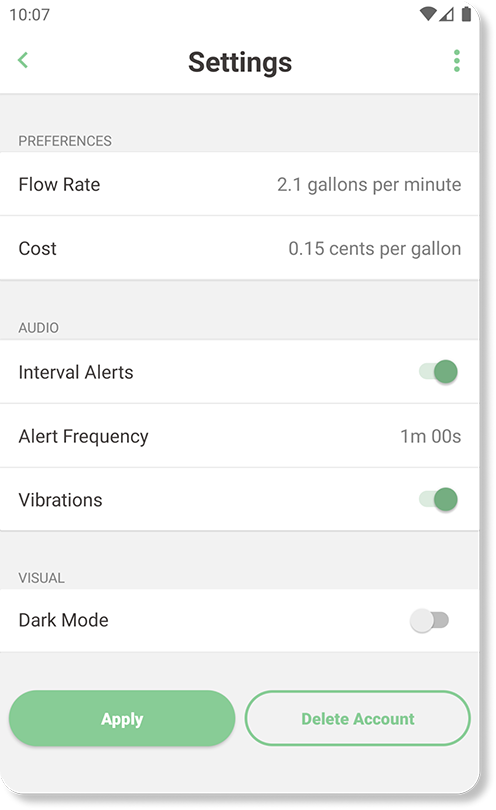 10:07
Settings
PREFERENCES
Flow Rate 2.1 gallons per minute
Cost 0.15 cents per gallon
AUDIO
Interval Alerts
Alert Frequency 1m 00s
Vibrations
VISUAL
Dark Mode
Apply Delete Account